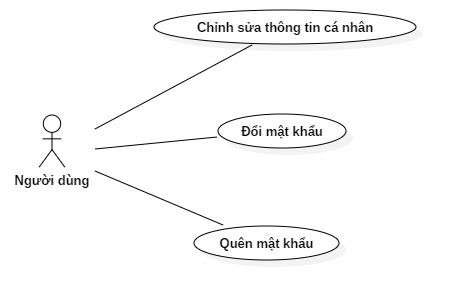 Chỉnh sửa thông tin cá nhân
Đổi mật khẩu
Người dùng
Quên mật khẩu